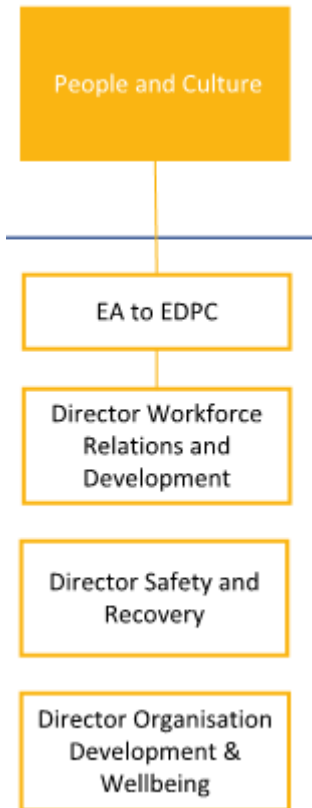 People and Culture
EA to EDPC
Director Workforce
Relations and
Development
Director Safety and
Recovery
Director Organisation
Development &
Wellbeing